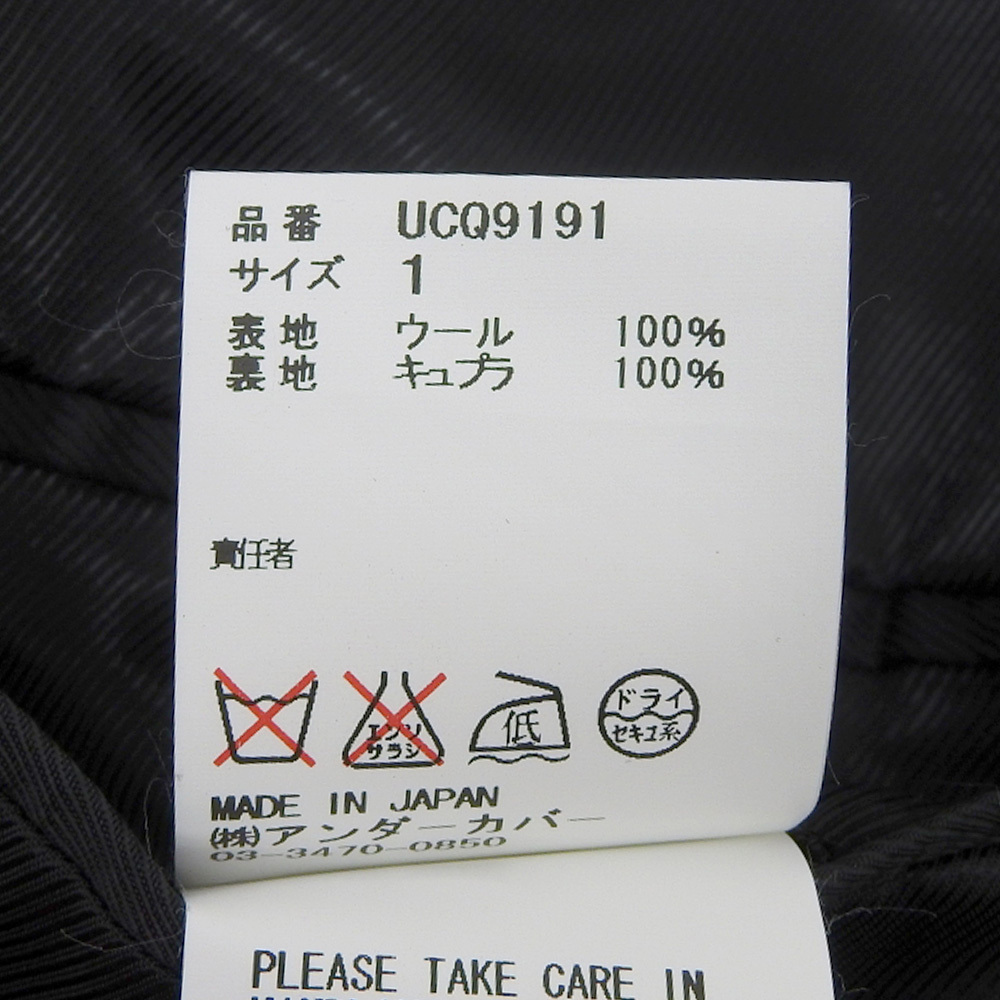 品番 UCQ9191
サイズ 1
表地 ウール 100%
裏地 キュプラ 100%
責任者
エンソ
サラシ
低
ドライ
セキユ系
MADE IN JAPAN
(株)アンダーカバー
03-3470-0850
PLEASE TAKE CARE IN